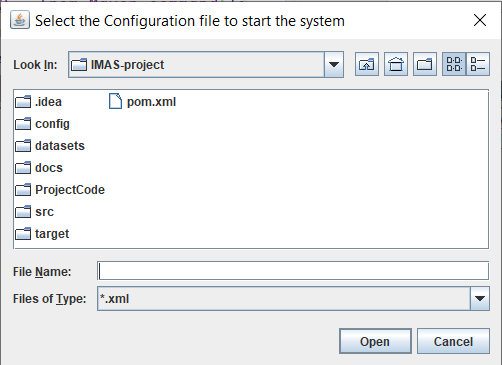 Select the Configuration file to start the system
Look In: IMAS-project
.idea pom.xml
config
datasets
docs
ProjectCode
src
target
File Name:
Files of Type: *.xml
Open Cancel